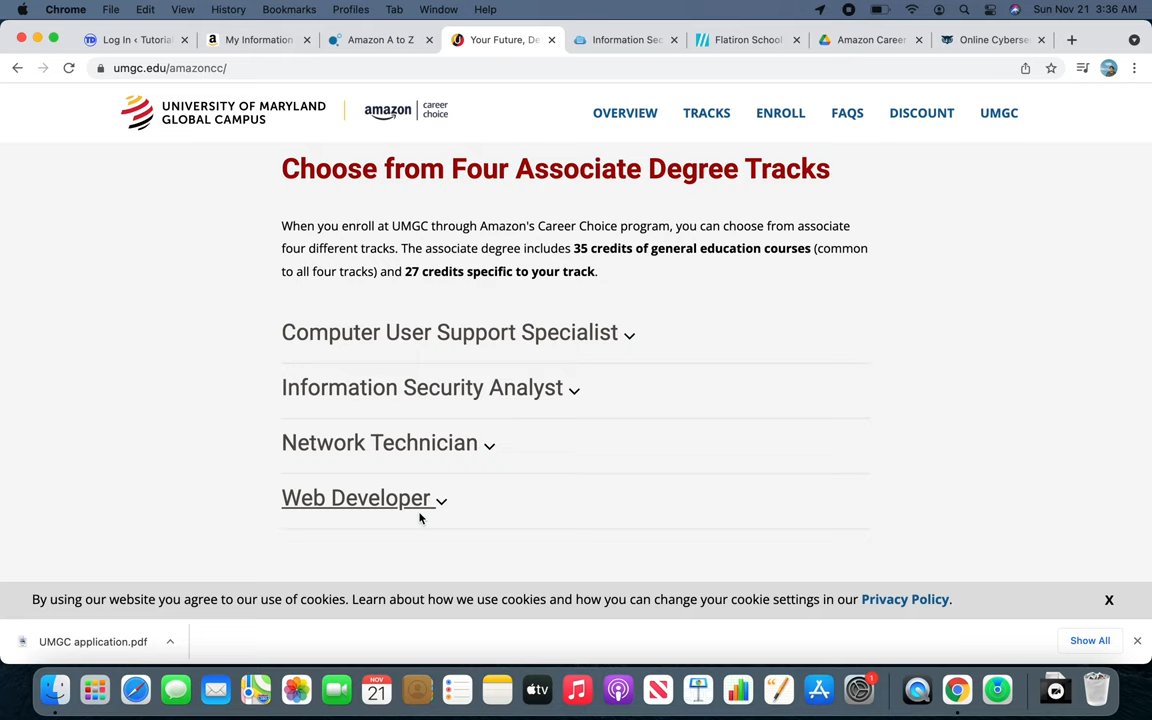 Chrome File Edit View History Bookmarks Profiles Tab Window Help Sun Nov 21 3:36 AM
Log In ‹ Tutorial My Information Amazon A to Z Your Future, De Information Sec Flatiron School Amazon Career Online Cyberse
umgc.edu/amazoncc/
UNIVERSITY OF MARYLAND
GLOBAL CAMPUS
amazon career
choice
OVERVIEW TRACKS ENROLL FAQS DISCOUNT UMGC
Choose from Four Associate Degree Tracks
When you enroll at UMGC through Amazon's Career Choice program, you can choose from associate
four different tracks. The associate degree includes 35 credits of general education courses (common
to all four tracks) and 27 credits specific to your track.
Computer User Support Specialist
Information Security Analyst
Network Technician
Web Developer
By using our website you agree to our use of cookies. Learn about how we use cookies and how you can change your cookie settings in our Privacy Policy. X
UMGC application.pdf Show All
NOV
21
tv
1